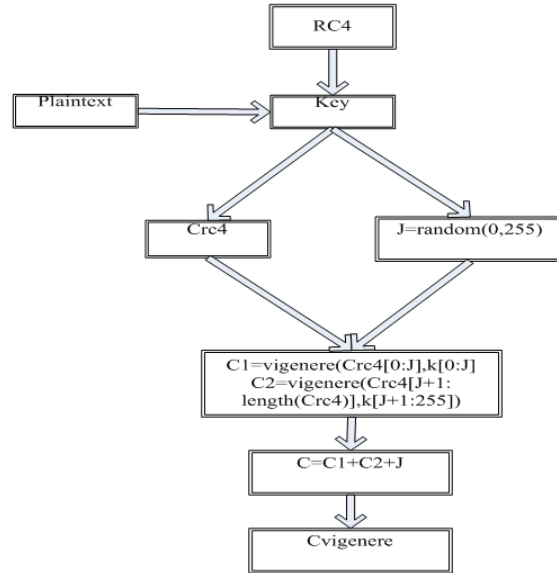 RC4
Plaintext
Key
Crc4
J=random(0,255)
C1=vigenere(Crc4[0:J],k[0:J]
C2=vigenere(Crc4[J+1:
length(Crc4)],k[J+1:255])
C=C1+C2+J
Cvigenere